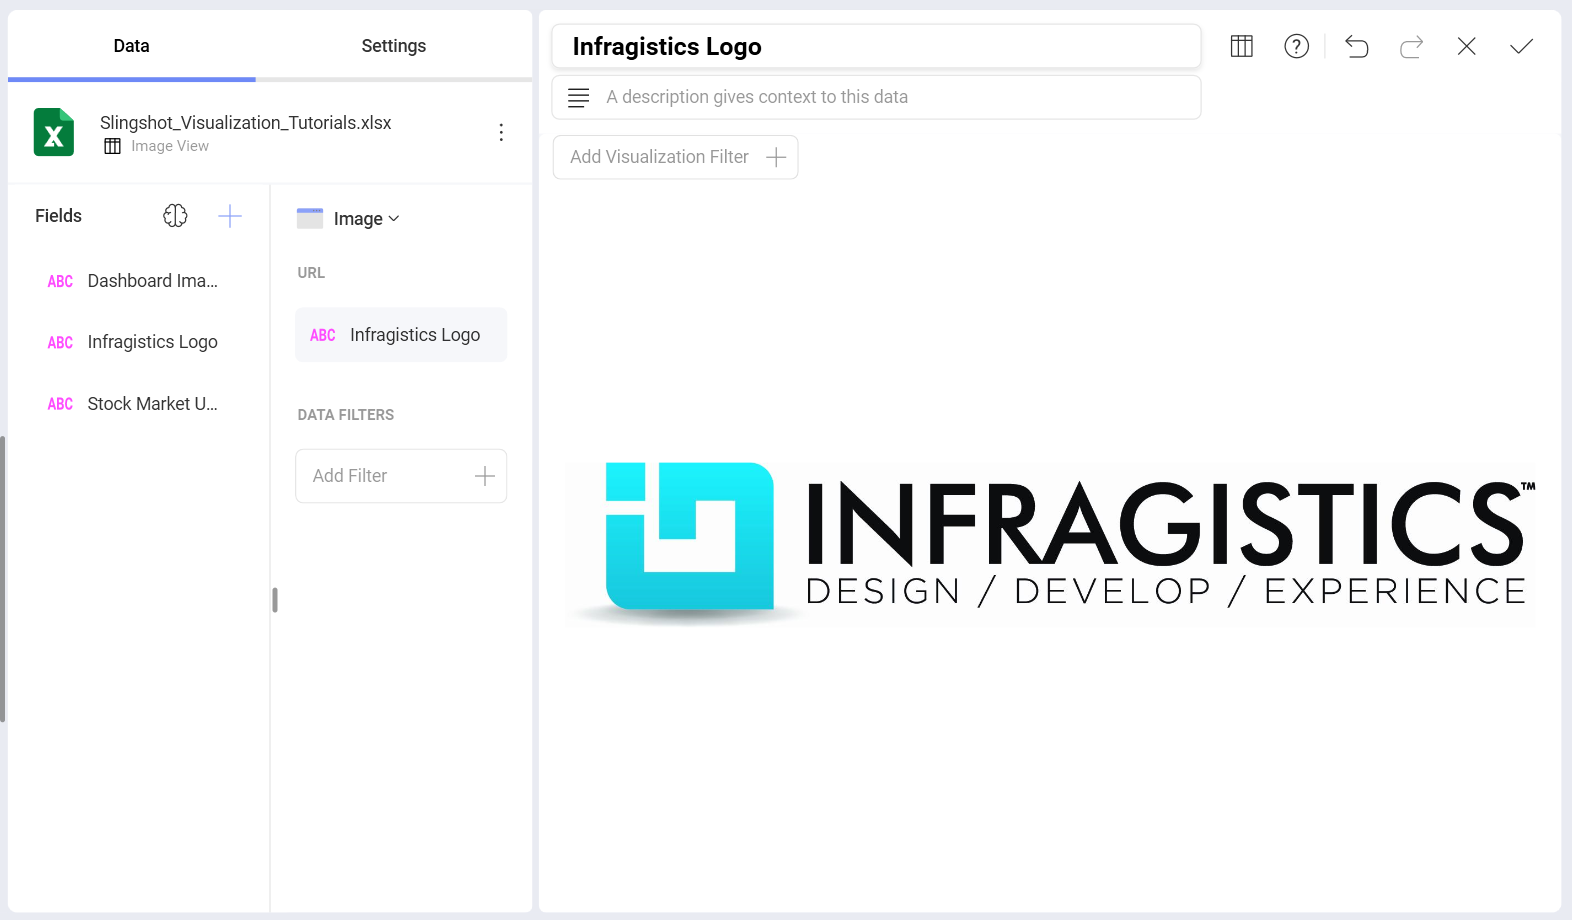 Data
Settings
Slingshot_Visualization_Tutorials.xlsx
Image View
Fields
ABC Dashboard Ima...
ABC Infragistics Logo
ABC Stock Market U...
Image
URL
ABC Infragistics Logo
DATA FILTERS
Add Filter
Infragistics Logo
A description gives context to this data
Add Visualization Filter
INFRAGISTICS™
DESIGN / DEVELOP / EXPERIENCE